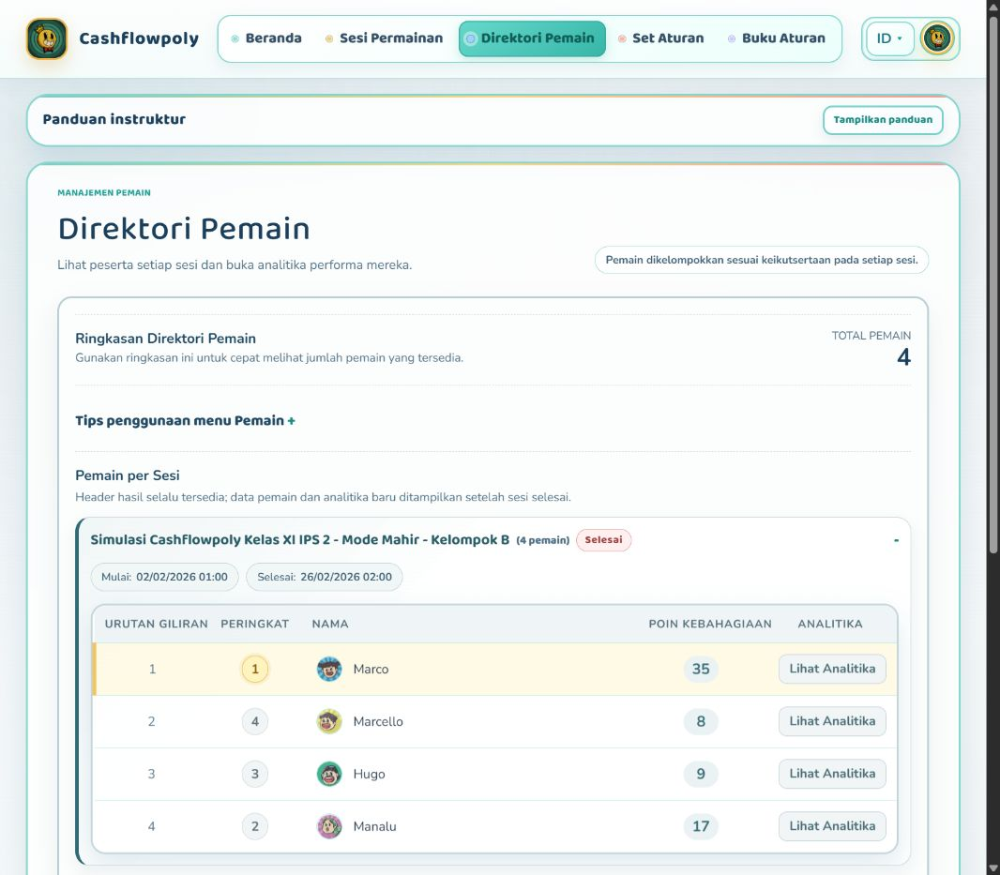 Cashflowpoly
Beranda
Sesi Permainan
Direktori Pemain
Set Aturan
Buku Aturan
ID
Panduan instruktur
Tampilkan panduan
MANAJEMEN PEMAIN
Direktori Pemain
Lihat peserta setiap sesi dan buka analitika performa mereka.
Pemain dikelompokkan sesuai keikutsertaan pada setiap sesi.
Ringkasan Direktori Pemain
Gunakan ringkasan ini untuk cepat melihat jumlah pemain yang tersedia.
TOTAL PEMAIN
4
Tips penggunaan menu Pemain +
Pemain per Sesi
Header hasil selalu tersedia; data pemain dan analitika baru ditampilkan setelah sesi selesai.
Simulasi Cashflowpoly Kelas XI IPS 2 - Mode Mahir - Kelompok B (4 pemain) Selesai -
Mulai: 02/02/2026 01:00 Selesai: 26/02/2026 02:00
URUTAN GILIRAN PERINGKAT NAMA POIN KEBAHAGIAAN ANALITIKA
1 1 Marco 35 Lihat Analitika
2 4 Marcello 8 Lihat Analitika
3 3 Hugo 9 Lihat Analitika
4 2 Manalu 17 Lihat Analitika